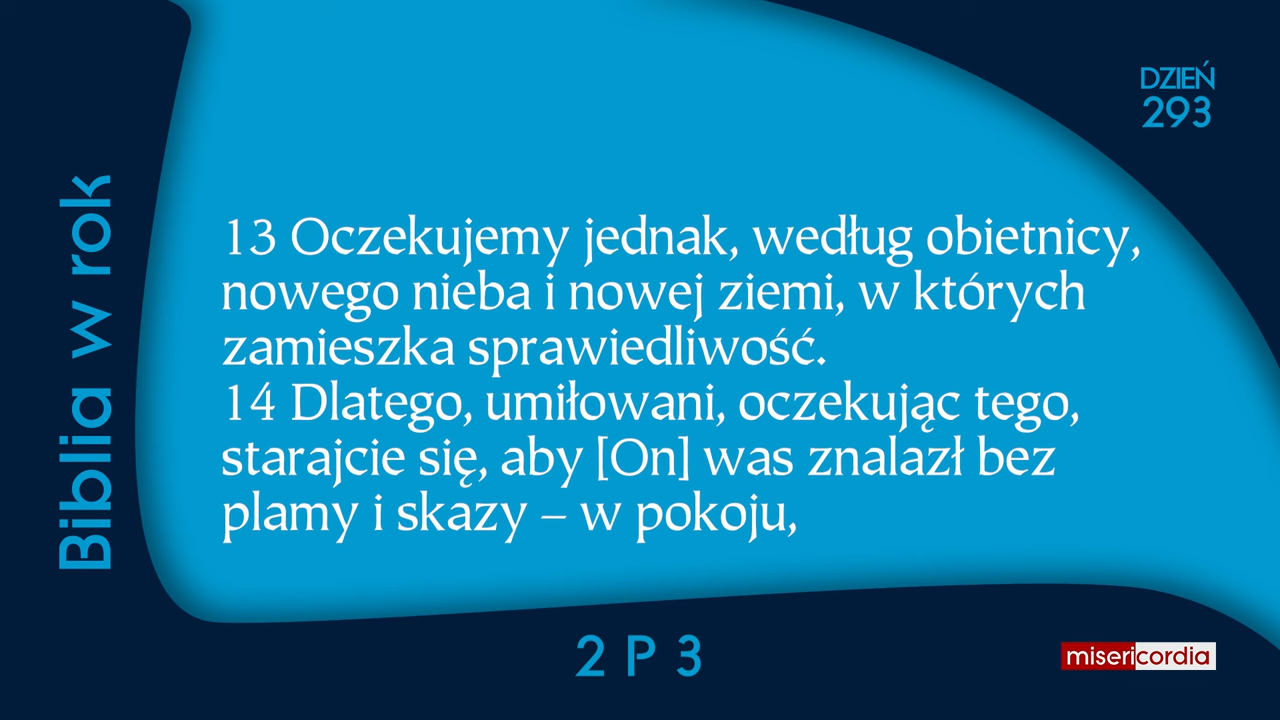 DZIEŃ
293
Biblia w rok
13 Oczekujemy jednak, według obietnicy,
nowego nieba i nowej ziemi, w których
zamieszka sprawiedliwość.
14 Dlatego, umiłowani, oczekując tego,
starajcie się, aby [On] was znalazł bez
plamy i skazy – w pokoju,
2 P 3
misericordia